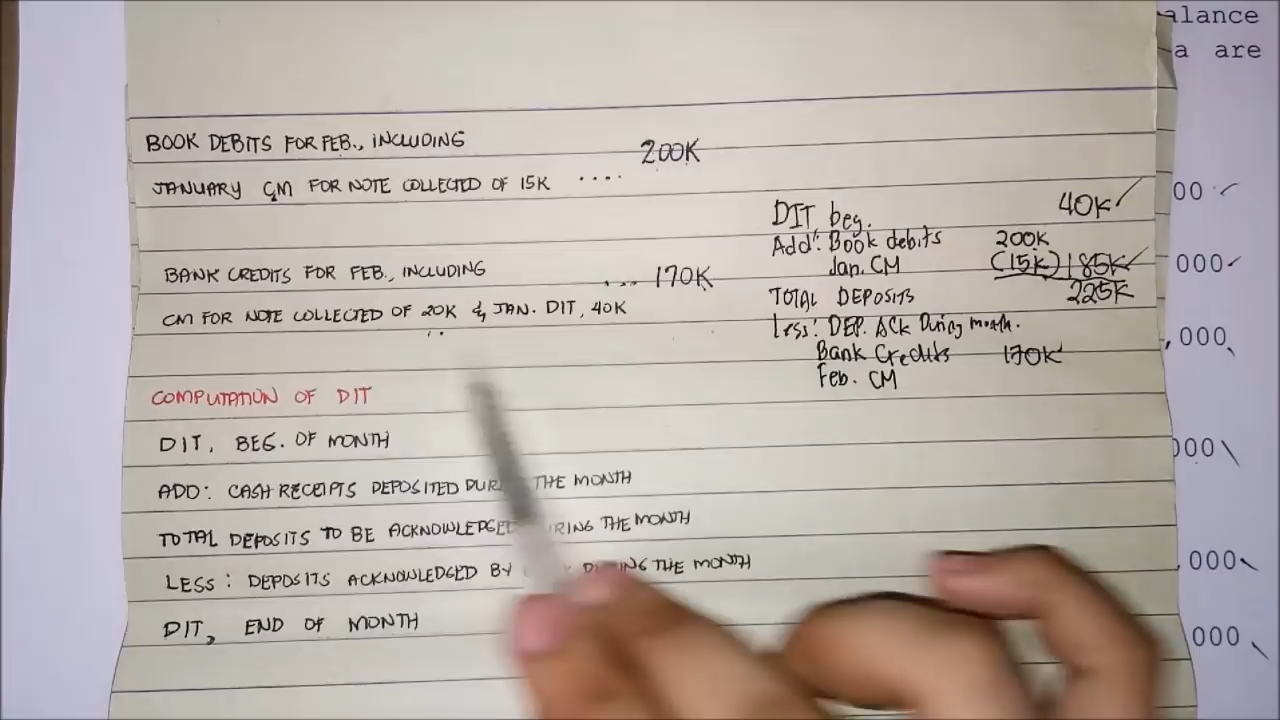 alance
a are
BOOK DEBITS FOR FEB., INCLUDING
JANUARY CM FOR NOTE COLLECTED OF 15K .... 200K
BANK CREDITS FOR FEB., INCLUDING
CM FOR NOTE COLLECTED OF 20K & JAN. DIT, 40K .... 170K
COMPUTATION OF DIT
DIT, BEG. OF MONTH
ADD: CASH RECEIPTS DEPOSITED THE MONTH
TOTAL DEPOSITS TO BE ACKNOWLEDGED THE MONTH
LESS: DEPOSITS ACKNOWLEDGED BY THE MONTH
DIT, END OF MONTH
DIT, beg. 40K
Add: Book debits 200K
Jan. CM (15K) 185K
TOTAL DEPOSITS 225K
Less: DEP. ACK During month.
Bank Credits 170K
Feb. CM
00
000
,000
000
,000
000